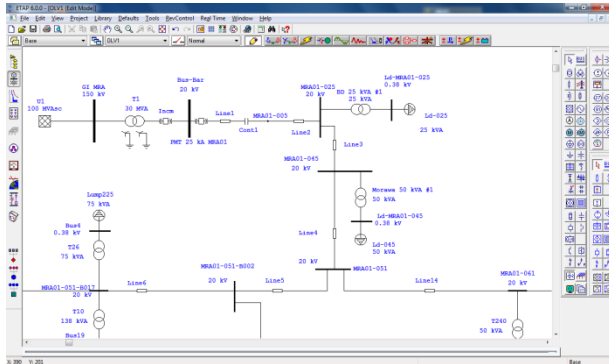 ETAP 6.0.0 - [OLV1 (Edit Mode)]
File Edit View Project Library Defaults Tools RevControl Real Time Window Help
Base
OLV1
Normal
U1
100 MVAsc
GI MRA
150 kV
T1
30 MVA
Incm
Bus-Bar
20 kV
PMT 25 kA MRA01
Line1
Cont1
MRA01-005
Line2
MRA01-025
20 kV
EO 25 kVA #1
25 kVA
Ld-MRA01-025
0.38 kV
Ld-025
25 kVA
Line3
MRA01-045
20 kV
Morawa 50 kVA #1
50 kVA
Ld-MRA01-045
0.38 kV
Ld-045
50 kVA
Line4
Lump225
75 kVA
Bus4
0.38 kV
T26
75 kVA
MRA01-051-B017
20 kV
Line6
MRA01-051-B002
20 kV
Line5
MRA01-051
20 kV
Line14
MRA01-061
20 kV
T10
138 kVA
Bus19
T240
50 kVA
X: 390 Y: 201
Base